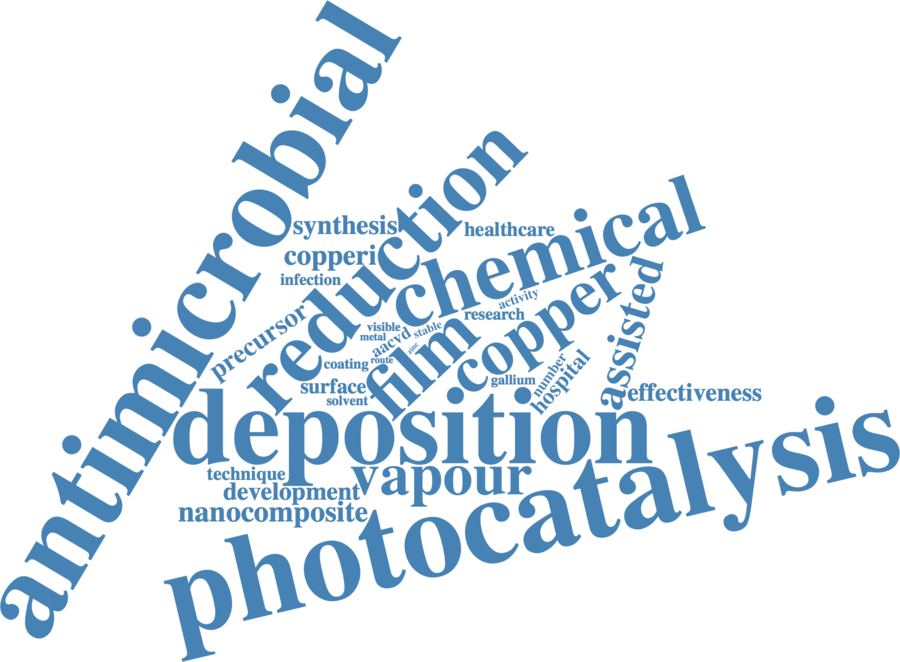 antimicrobial
reduction
synthesis
healthcare
chemical
copperi
infection
copper
assisted
activity
research
precursor
visible
stable
metal
aacvd
film
zinc
route
coating
number
hospital
gallium
surface
solvent
effectiveness
deposition
technique
vapour
development
nanocomposite
photocatalysis